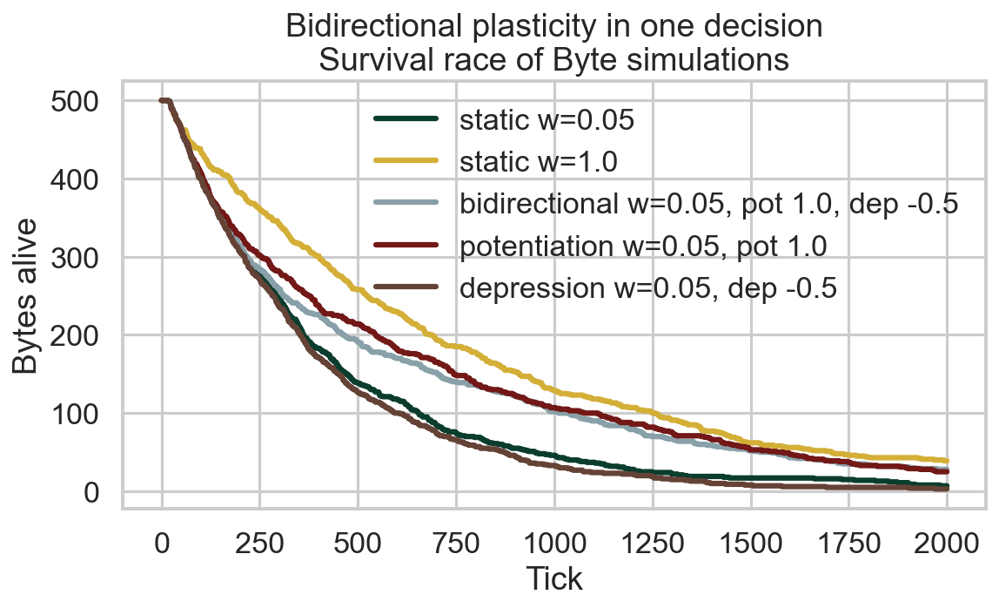 Bidirectional plasticity in one decision
Survival race of Byte simulations
500
400
300
200
100
0
Bytes alive
static w=0.05
static w=1.0
bidirectional w=0.05, pot 1.0, dep -0.5
potentiation w=0.05, pot 1.0
depression w=0.05, dep -0.5
0 250 500 750 1000 1250 1500 1750 2000
Tick